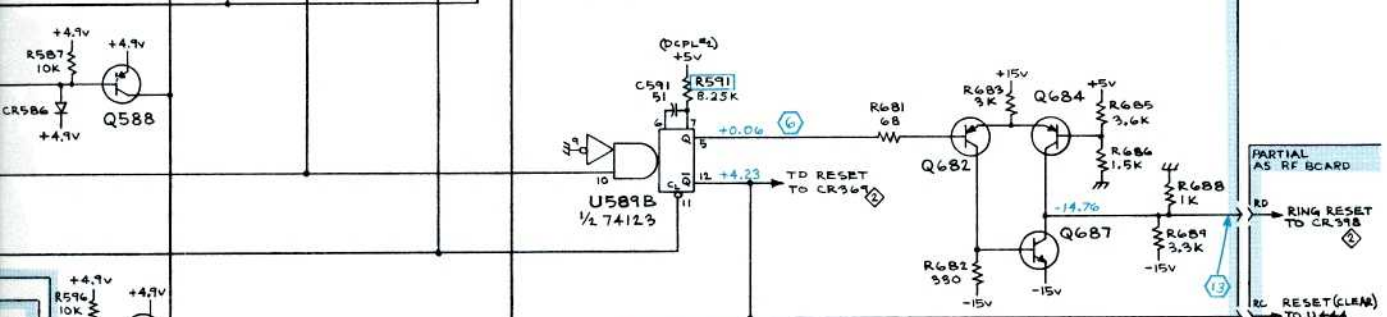 +4.9v
R587
10K
+4.9v
CR586
+4.9v
Q588
(DCPL#2)
+5v
C591
51
R591
8.25K
6
7
Q
5
+0.06
6
9
10
CL
Q
12
11
+4.23
TD RESET
TO CR369
2
U589B
1/2 74123
R681
68
+15v
R683
3K
Q684
+5v
R685
3.6K
R686
1.5K
Q682
-14.76
R688
1K
Q687
R689
3.3K
-15v
R682
330
-15v
-15v
13
PARTIAL
A5 RF BOARD
RD
RING RESET
TO CR398
2
RC
RESET (CLEAR)
+4.9v
R596
10K
+4.9v